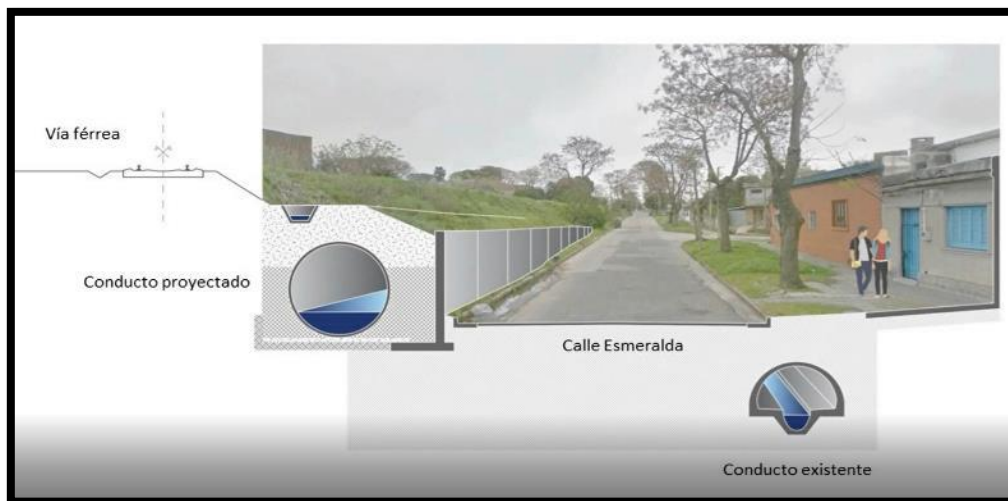 Vía férrea
Conducto proyectado
Calle Esmeralda
Conducto existente